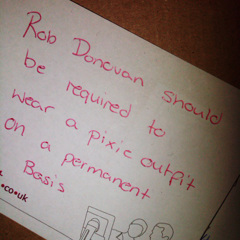 Rob Donovan should
be required to
wear a pixie outfit
on a permanent
Basis
•co•uk